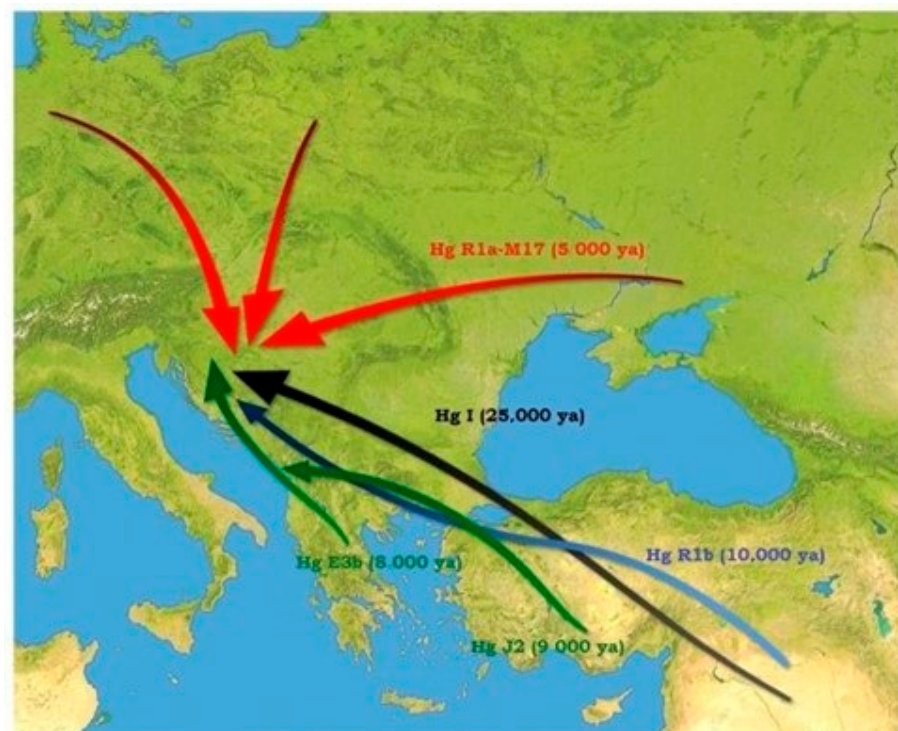 Hg R1a-M17 (5 000 ya)
Hg I (25,000 ya)
Hg R1b (10,000 ya)
Hg E3b (8,000 ya)
Hg J2 (9 000 ya)